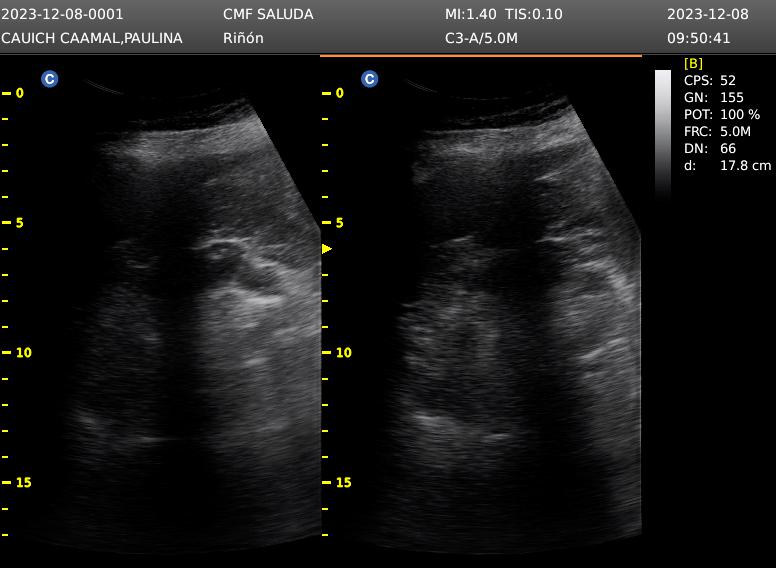 2023-12-08-0001 CMF SALUDA MI:1.40 TIS:0.10 2023-12-08
CAUICH CAAMAL,PAULINA Riñón C3-A/5.0M 09:50:41
C C
[B]
CPS: 52
GN: 155
POT: 100 %
FRC: 5.0M
DN: 66
d: 17.8 cm
0 0
5 5
10 10
15 15